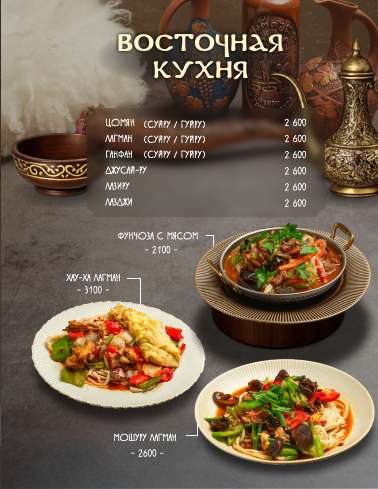 ВОСТОЧНАЯ
КУХНЯ
ЦОМЯН (СУЙРУ / ГУЙРУ) 2 600
ЛАГМАН (СУЙРУ / ГУЙРУ) 2 600
ГАНФАН (СУЙРУ / ГУЙРУ) 2 600
ДЖУСАЙ-РУ 2 600
ЛАЗИРУ 2 600
ЛАЗДЖИ 2 600
ФУНЧОЗА С МЯСОМ
- 2100 -
ХАУ-ХА ЛАГМАН
- 3100 -
МОШУРУ ЛАГМАН
- 2600 -